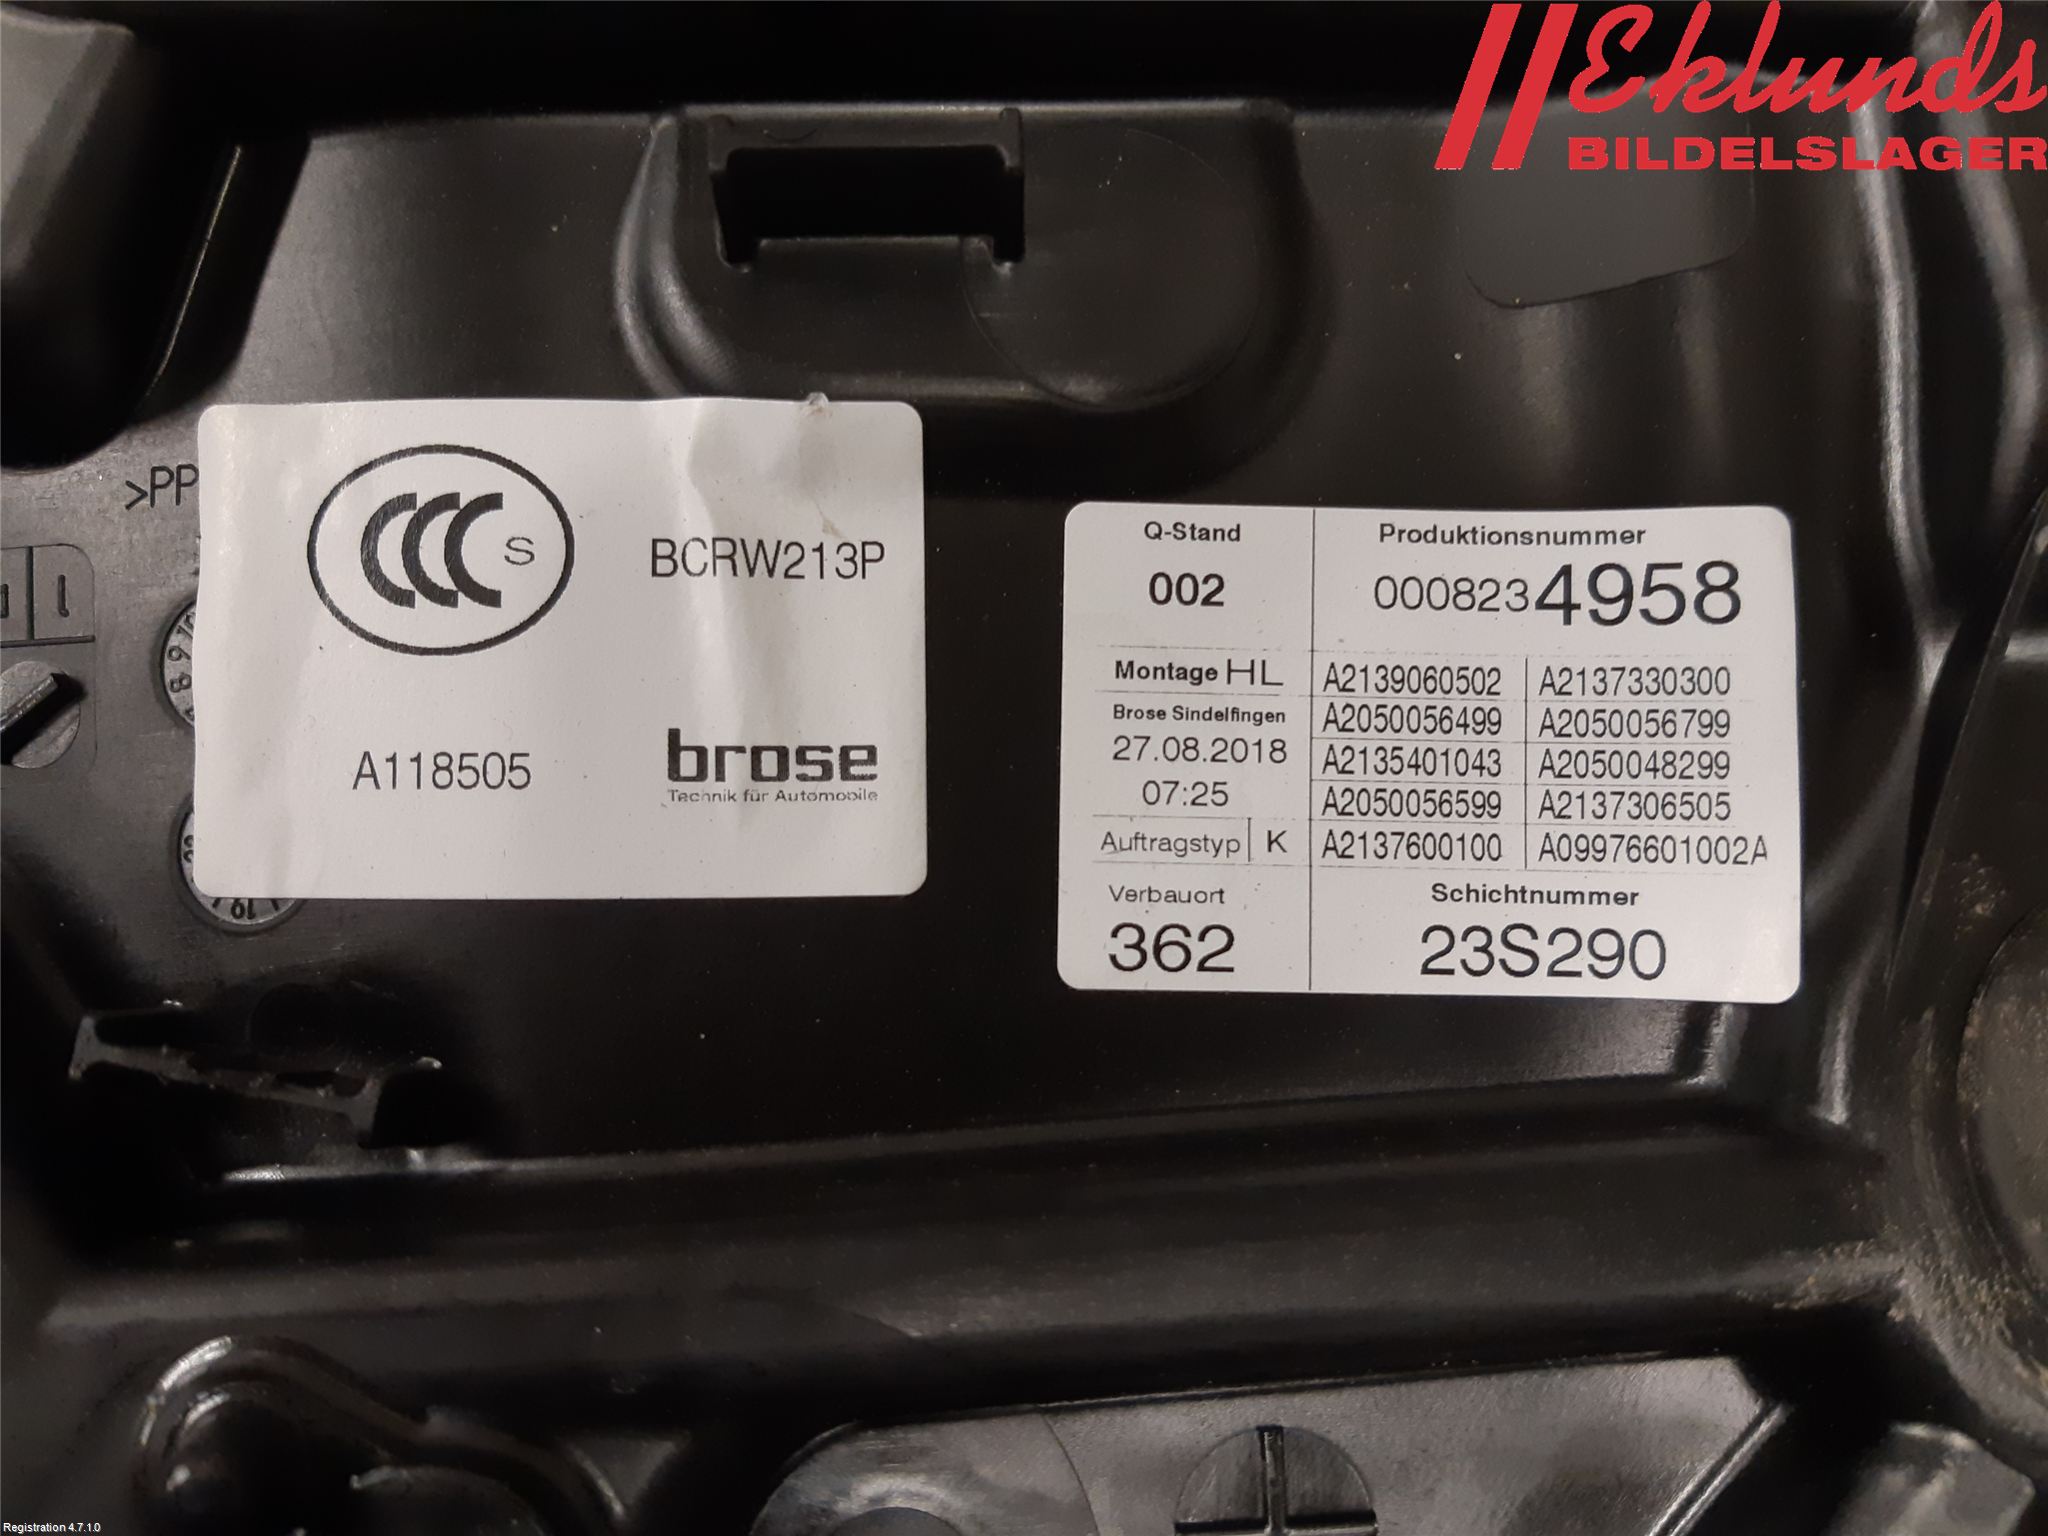 Eklunds
BILDELSLAGER
>PP
CCC S
BCRW213P
A118505
brose
Technik für Automobile
Q-Stand
002
Produktionsnummer
0008234958
Montage HL
Brose Sindelfingen
27.08.2018
07:25
Auftragstyp K
A2139060502 A2137330300
A2050056499 A2050056799
A2135401043 A2050048299
A2050056599 A2137306505
A2137600100 A09976601002A
Verbauort
362
Schichtnummer
23S290
Registration 4.7.1.0